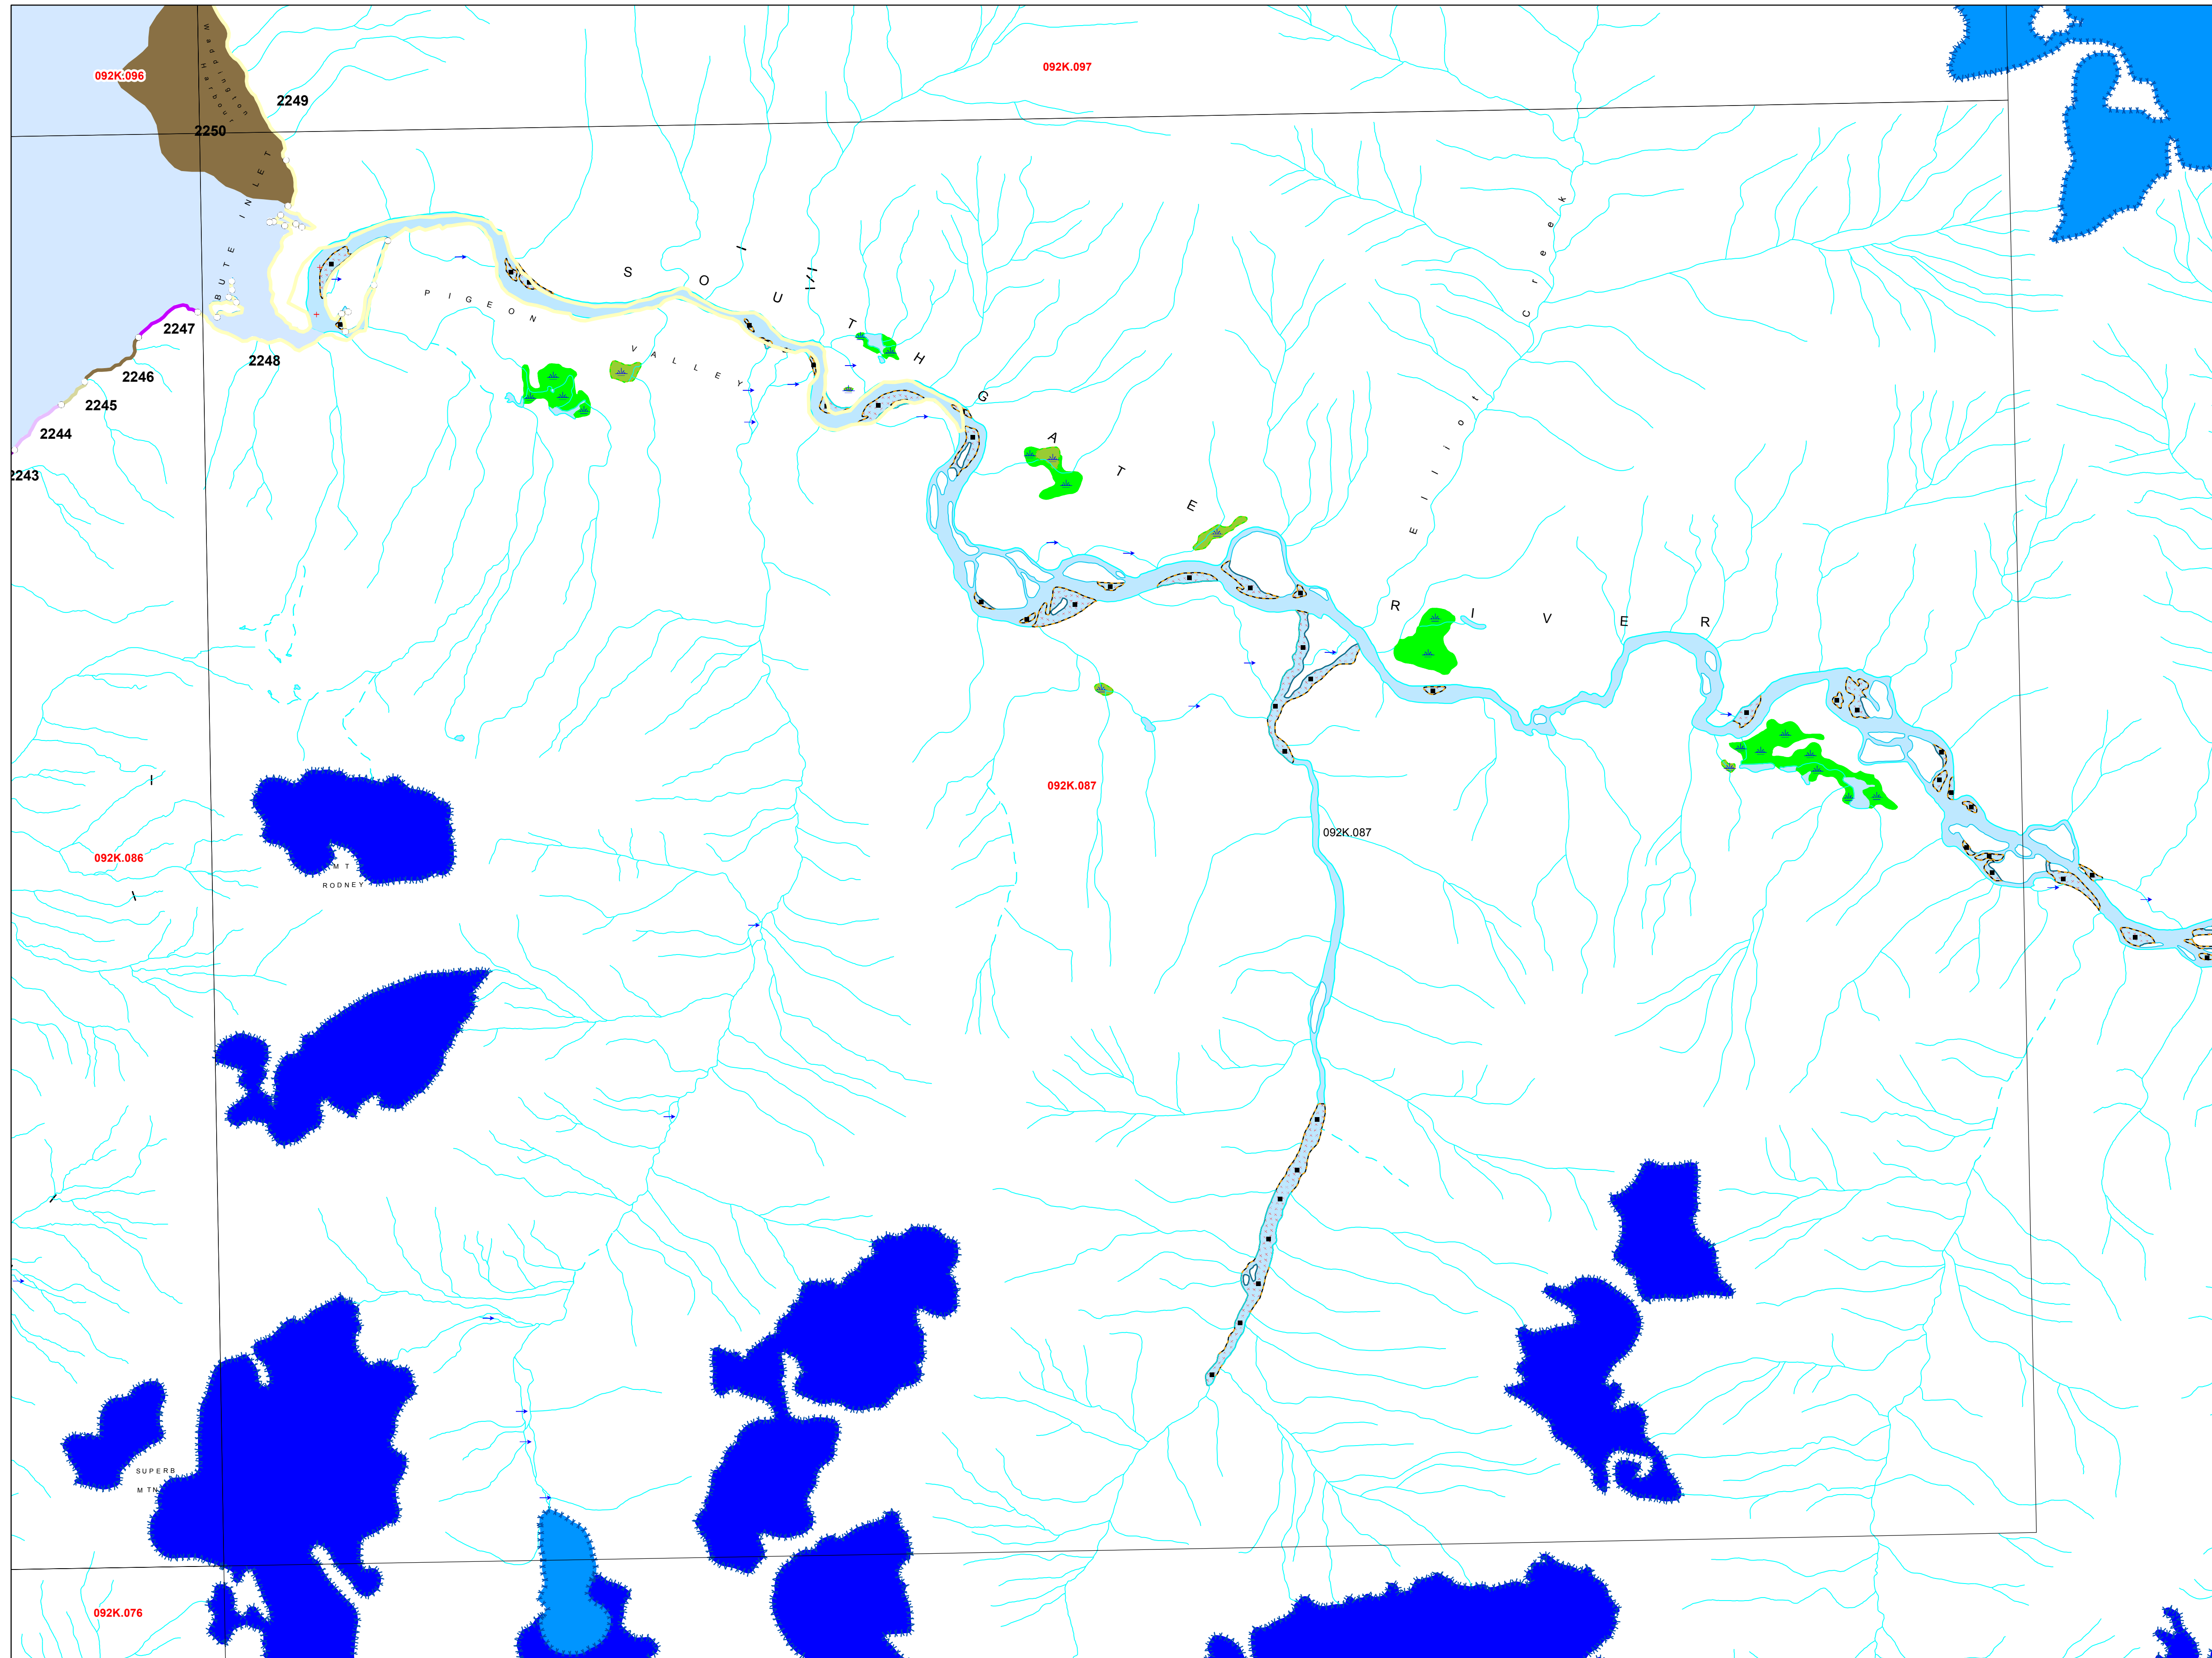 092K.096
092K.097
Waddington
Harbour
2249
2250
BUTE INLET
2247
2248
2246
2245
2244
2243
PIGEON
VALLEY
SOUTHGATE
RIVER
Elliot Creek
092K.087
092K.087
092K.086
MT
RODNEY
SUPERB
MTN
092K.076